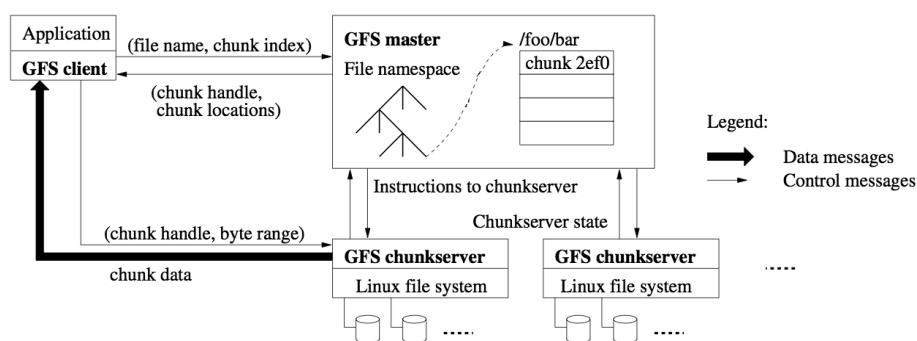 Application
GFS client
(file name, chunk index)
(chunk handle,
chunk locations)
GFS master
File namespace
/foo/bar
chunk 2ef0
Legend:
Data messages
Control messages
Instructions to chunkserver
Chunkserver state
(chunk handle, byte range)
chunk data
GFS chunkserver
Linux file system
GFS chunkserver
Linux file system